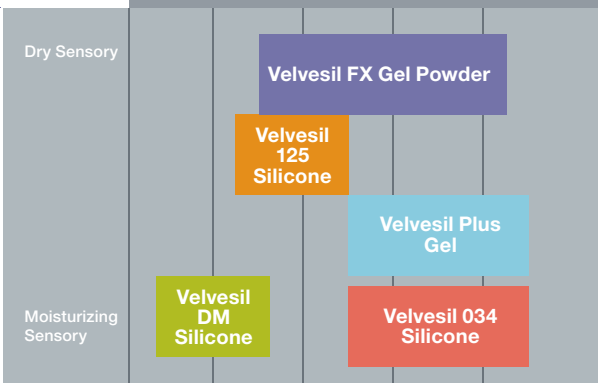 Dry Sensory
Velvesil FX Gel Powder
Velvesil
125
Silicone
Velvesil Plus
Gel
Velvesil
DM
Silicone
Moisturizing
Sensory
Velvesil 034
Silicone